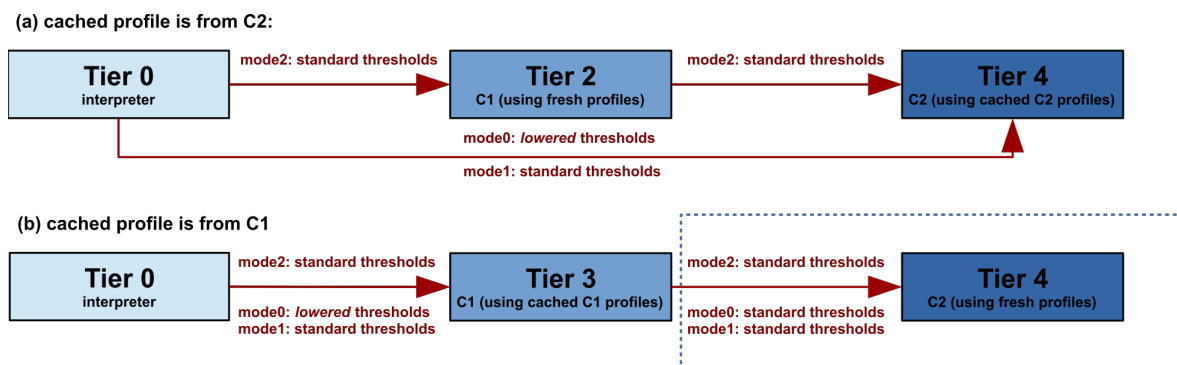 (a) cached profile is from C2:
mode2: standard thresholds
mode2: standard thresholds
Tier 0
interpreter
Tier 2
C1 (using fresh profiles)
Tier 4
C2 (using cached C2 profiles)
mode0: lowered thresholds
mode1: standard thresholds
(b) cached profile is from C1
mode2: standard thresholds
mode2: standard thresholds
Tier 0
interpreter
Tier 3
C1 (using cached C1 profiles)
Tier 4
C2 (using fresh profiles)
mode0: lowered thresholds
mode1: standard thresholds
mode0: standard thresholds
mode1: standard thresholds